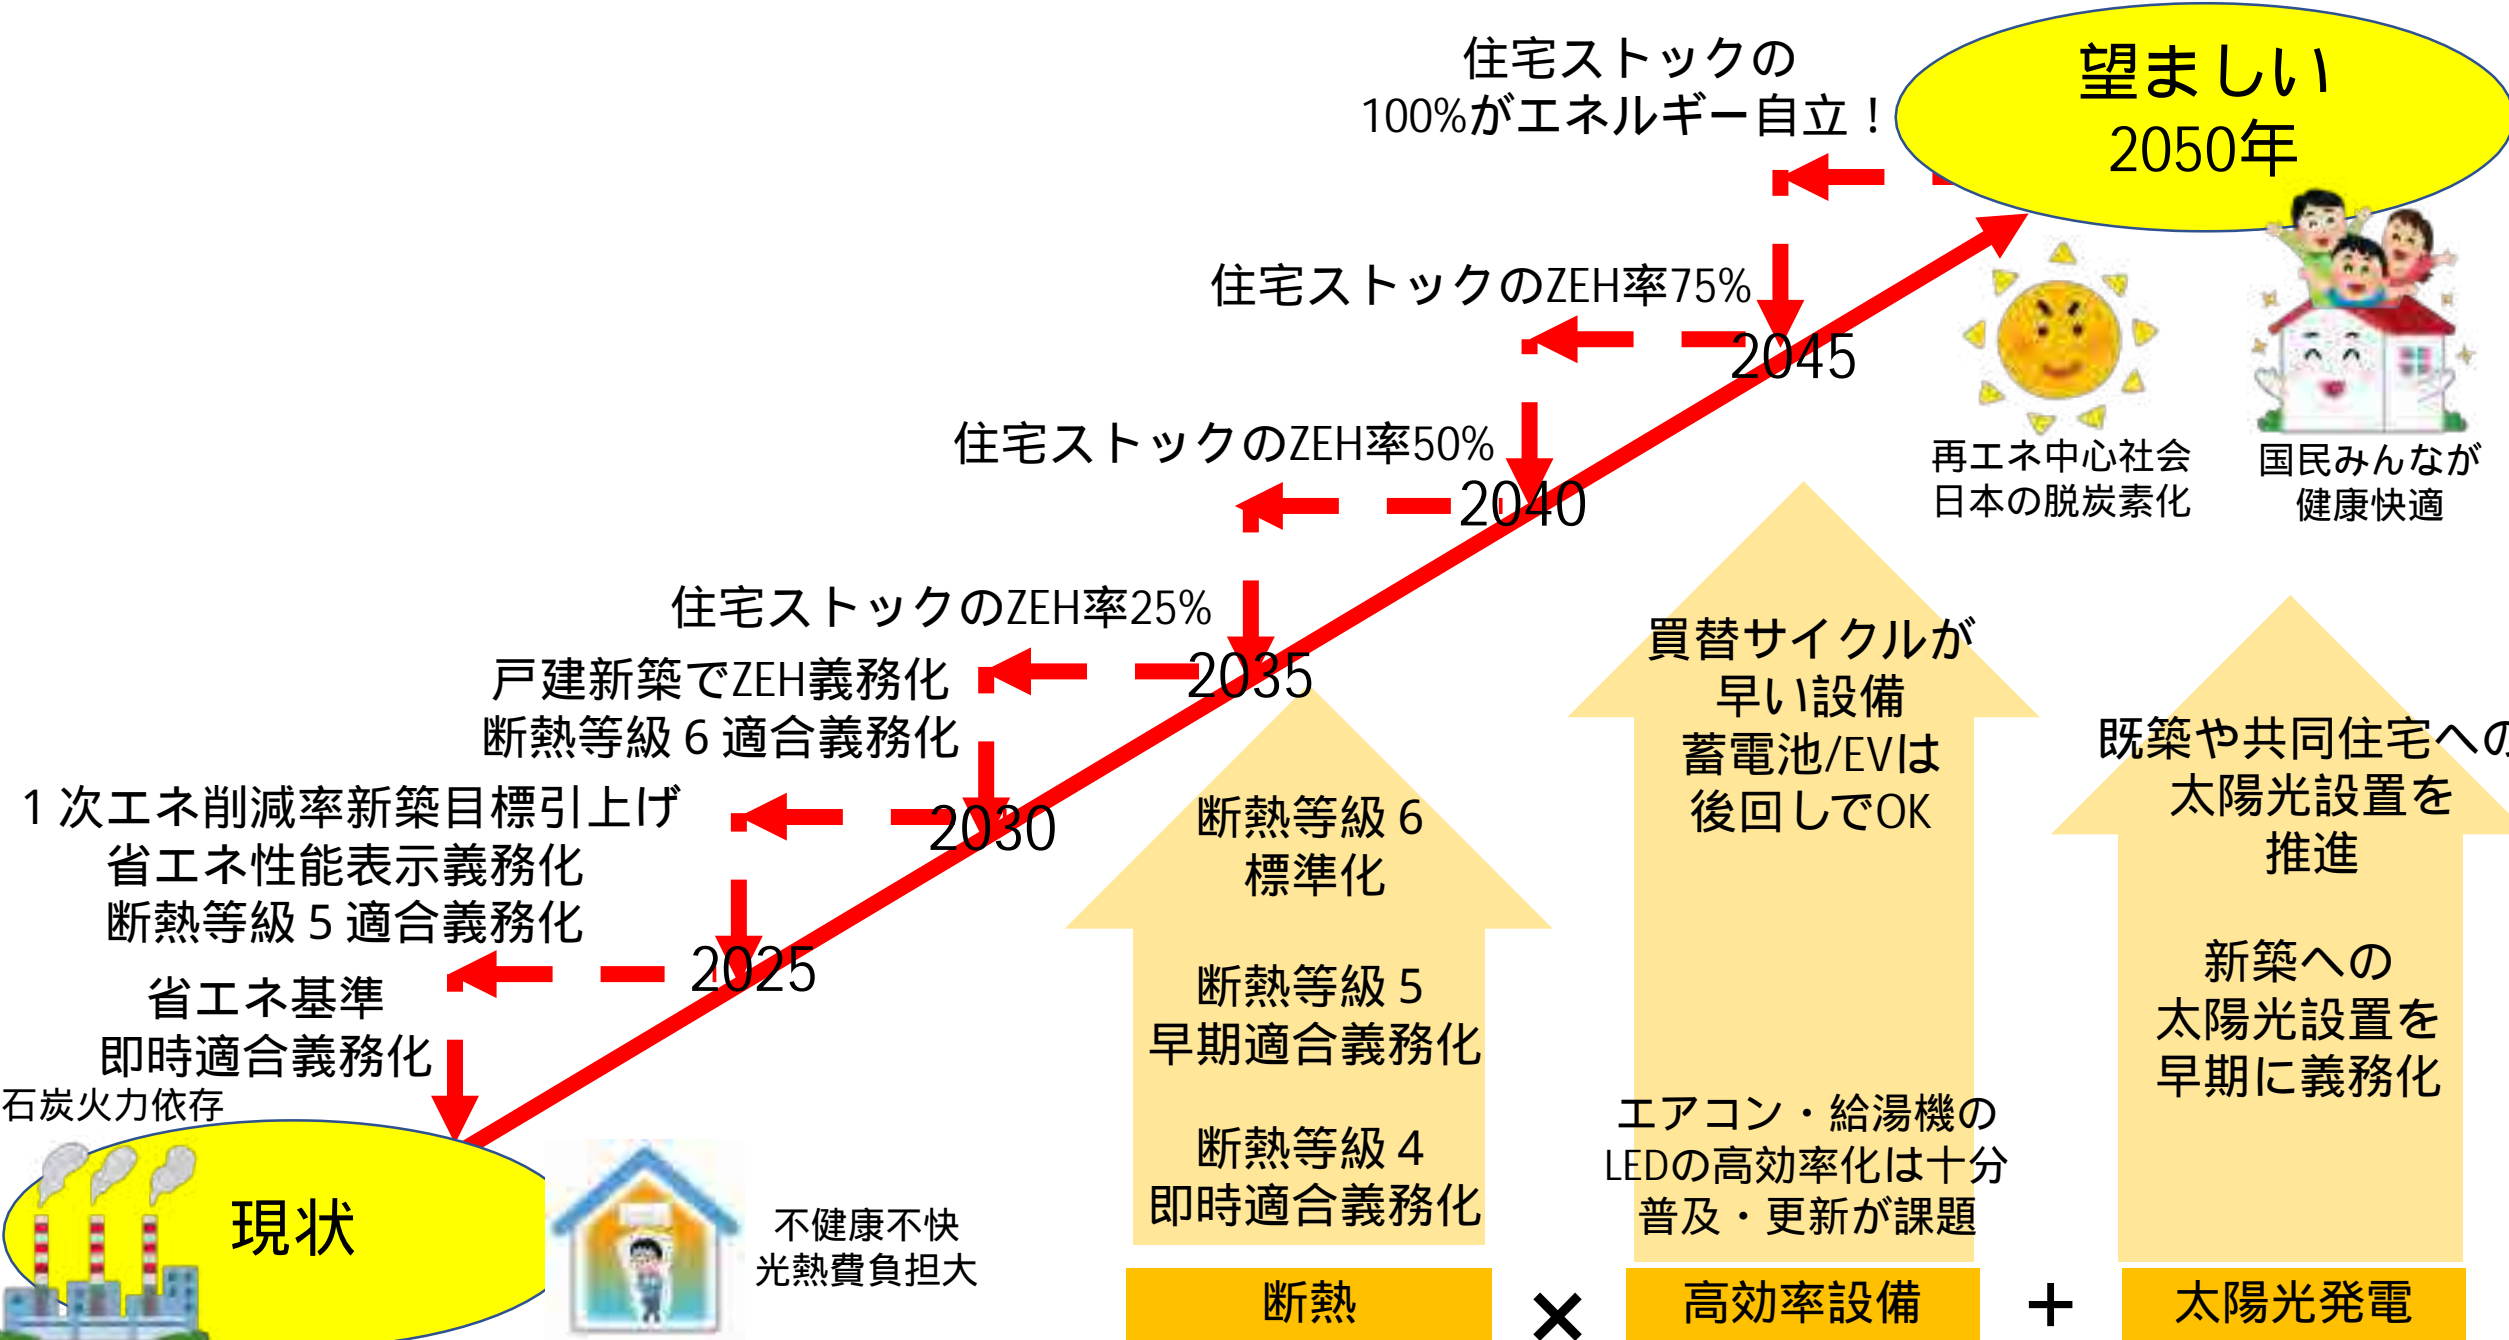 住宅ストックの
100%がエネルギー自立！
望ましい
2050年
住宅ストックのZEH率75%
2045
住宅ストックのZEH率50%
2040
再エネ中心社会
日本の脱炭素化
国民みんなが
健康快適
住宅ストックのZEH率25%
2035
戸建新築でZEH義務化
断熱等級６適合義務化
2030
１次エネ削減率新築目標引上げ
省エネ性能表示義務化
断熱等級５適合義務化
2025
省エネ基準
即時適合義務化
石炭火力依存
現状
不健康不快
光熱費負担大
断熱等級６
標準化
断熱等級５
早期適合義務化
断熱等級４
即時適合義務化
断熱
×
買替サイクルが
早い設備
蓄電池/EVは
後回しでOK
エアコン・給湯機の
LEDの高効率化は十分
普及・更新が課題
高効率設備
+
既築や共同住宅への
太陽光設置を
推進
新築への
太陽光設置を
早期に義務化
太陽光発電